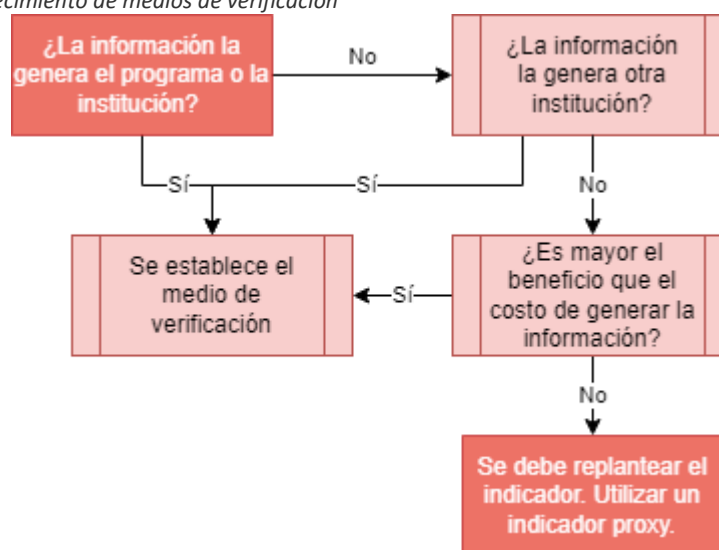 de medios de verificación
¿La información la
genera el programa o la
institución?
No
¿La información
la genera otra
institución?
Sí
Sí
No
Se establece el
medio de
verificación
Sí
¿Es mayor el
beneficio que el
costo de generar la
información?
No
Se debe replantear el
indicador. Utilizar un
indicador proxy.